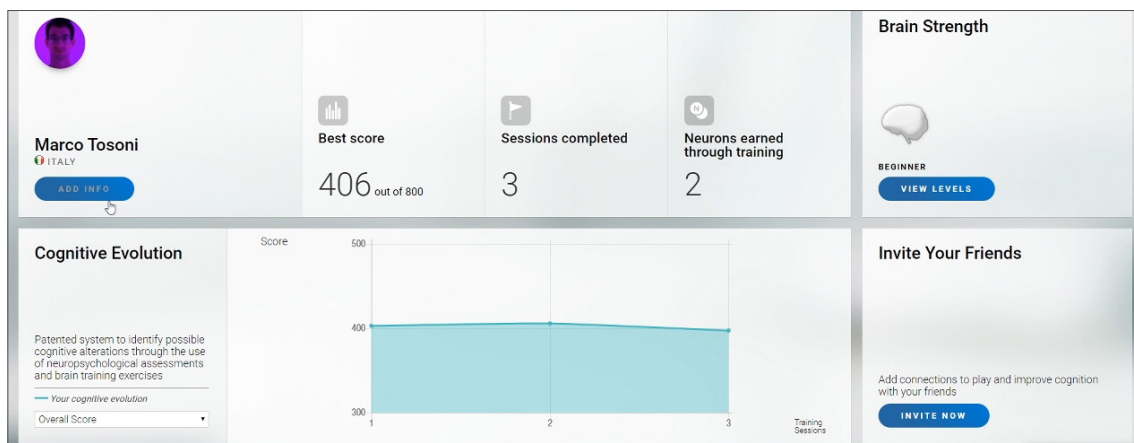 Marco Tosoni
ITALY
ADD INFO
Best score
406 out of 800
Sessions completed
3
N
Neurons earned
through training
2
Brain Strength
BEGINNER
VIEW LEVELS
Cognitive Evolution
Patented system to identify possible
cognitive alterations through the use
of neuropsychological assessments
and brain training exercises
Your cognitive evolution
Overall Score
Score
500
400
300
1
2
3
Training
Sessions
Invite Your Friends
Add connections to play and improve cognition
with your friends
INVITE NOW